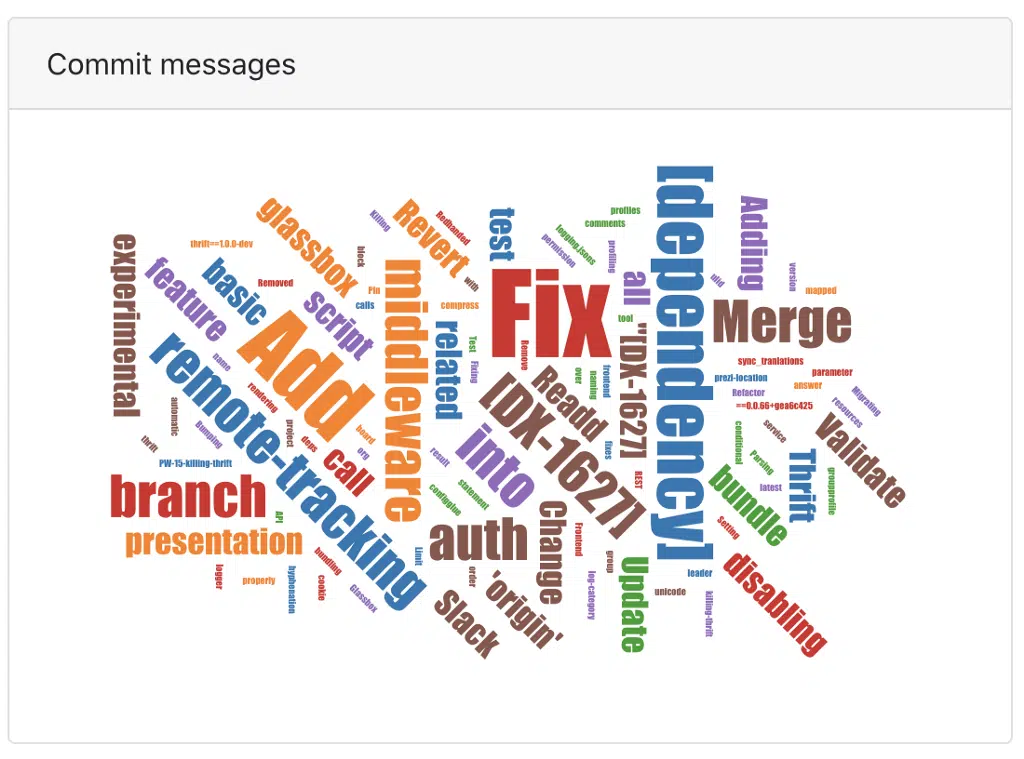 Commit messages
[dependency]
Adding
glassbox
Revert
Redhanded
Killing
test
profiles
comments
logging.jsons
permission
profiling
thrift==1.0.0-dev
experimental
block
feature
basic
Removed
script
Pin
calls
with
compress
middleware
Fix
all
uid
version
mapped
Merge
tool
Add
related
Test
Fixing
Remove
over
naming
frontend
"[DX-1627]
sync_tranlations
parameter
prezi-location
answer
Refactor
Migrating
resources
==0.0.66+gea6c425
remote-tracking
name
rendering
automatic
Bumping
project
deps
board
org
Readd
[DX-1627]
into
result
fixes
conditional
service
Parsing
Validate
thrift
PW-15-killing-thrift
call
branch
configglue
statement
REST
bundle
latest
Thrift
groupprofile
API
presentation
auth
Change
Frontend
Setting
Limit
logger
properly
hyphenation
bundling
cookie
Glassbox
order
group
log-category
Update
leader
unicode
killing-thrift
disabling
Slack
'origin'